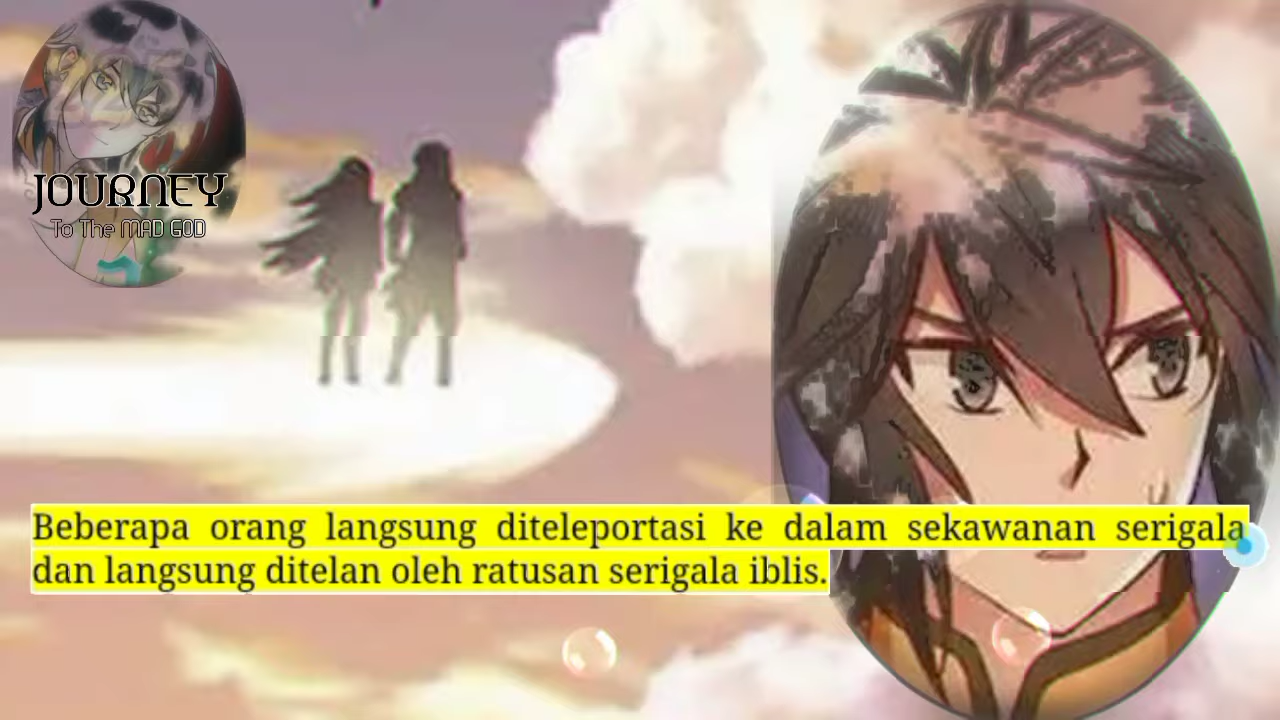 JOURNEY
To The MAD GOD
Beberapa orang langsung diteleportasi ke dalam sekawanan serigala
dan langsung ditelan oleh ratusan serigala iblis.